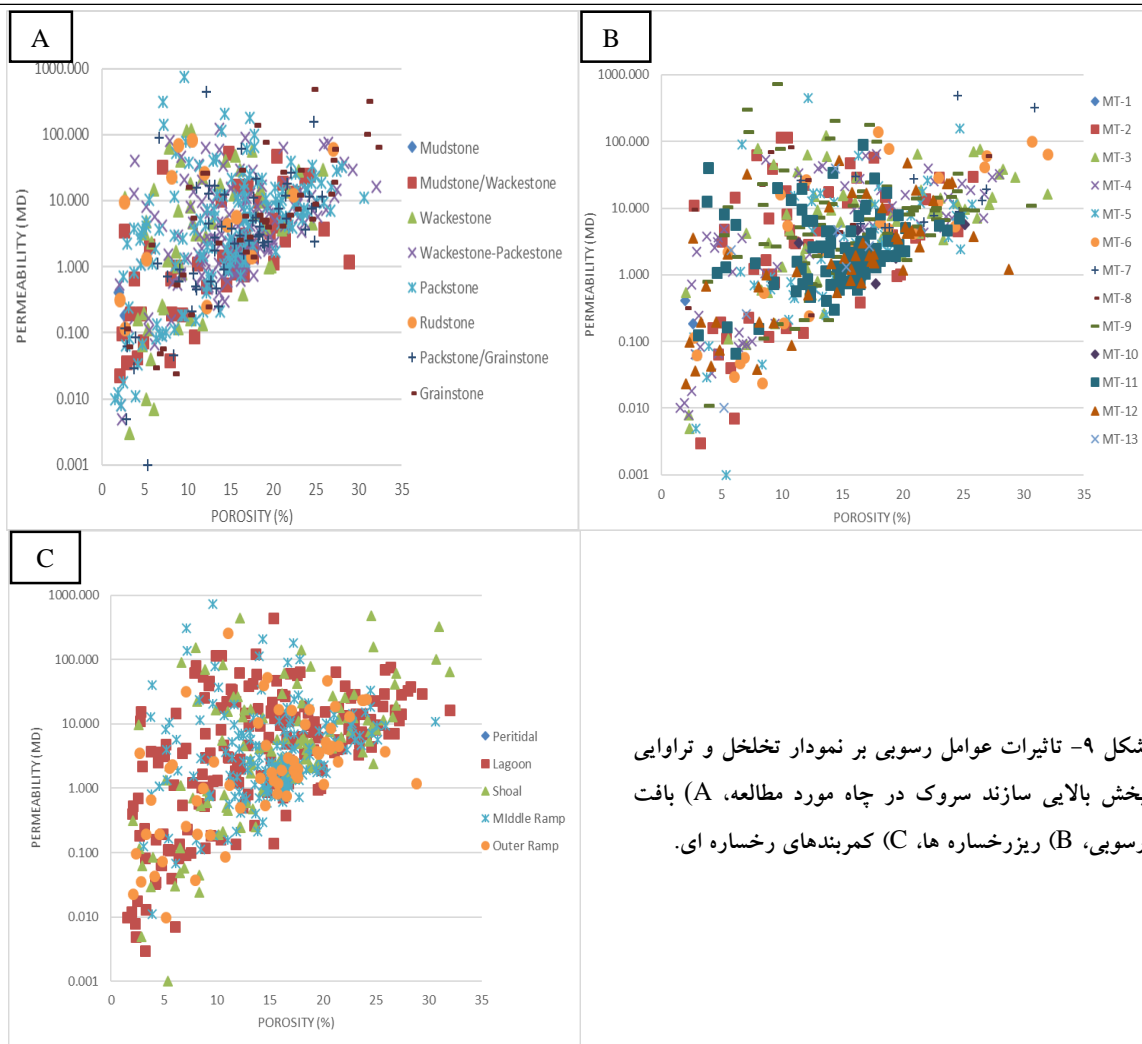 A
1000.000
100.000
10.000
1.000
0.100
0.010
0.001
PERMEABILITY (MD)
0 5 10 15 20 25 30 35
POROSITY (%)
Mudstone
Mudstone/Wackestone
Wackestone
Wackestone-Packestone
Packstone
Rudstone
Packstone/Grainstone
Grainstone
B
1000.000
100.000
10.000
1.000
0.100
0.010
0.001
PERMEABILITY (MD)
0 5 10 15 20 25 30 35
POROSITY (%)
MT-1
MT-2
MT-3
MT-4
MT-5
MT-6
MT-7
MT-8
MT-9
MT-10
MT-11
MT-12
MT-13
C
1000.000
100.000
10.000
1.000
0.100
0.010
0.001
PERMEABILITY (MD)
0 5 10 15 20 25 30 35
POROSITY (%)
Peritidal
Lagoon
Shoal
MIddle Ramp
Outer Ramp
شکل ۹- تاثیرات عوامل رسوبی بر نمودار تخلخل و تراوایی
بخش بالایی سازند سروک در چاه مورد مطالعه، A) بافت
رسوبی، B) ریزرخساره ها، C) کمربندهای رخساره ای.